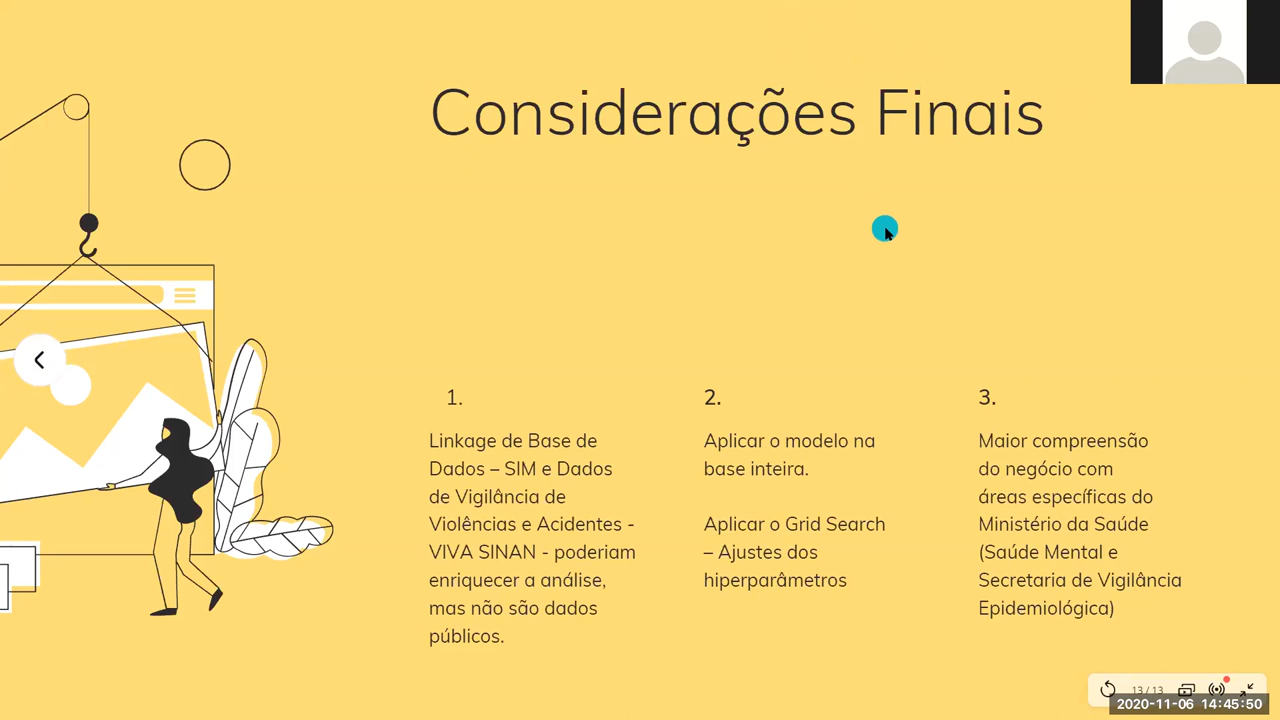 Considerações Finais
1.
Linkage de Base de
Dados – SIM e Dados
de Vigilância de
Violências e Acidentes -
VIVA SINAN - poderiam
enriquecer a análise,
mas não são dados
públicos.
2.
Aplicar o modelo na
base inteira.
Aplicar o Grid Search
– Ajustes dos
hiperparâmetros
3.
Maior compreensão
do negócio com
áreas específicas do
Ministério da Saúde
(Saúde Mental e
Secretaria de Vigilância
Epidemiológica)
13 / 13
2020-11-06 14:45:50